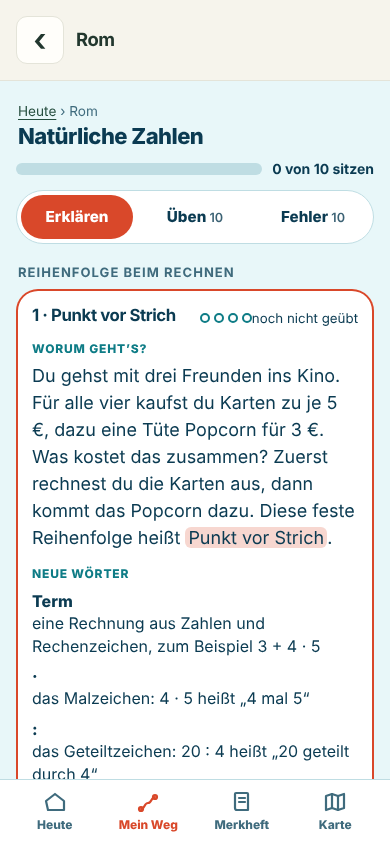 Rom
Heute › Rom
Natürliche Zahlen
0 von 10 sitzen
Erklären
Üben 10
Fehler 10
REIHENFOLGE BEIM RECHNEN
1 · Punkt vor Strich
noch nicht geübt
WORUM GEHT'S?
Du gehst mit drei Freunden ins Kino.
Für alle vier kaufst du Karten zu je 5
€, dazu eine Tüte Popcorn für 3 €.
Was kostet das zusammen? Zuerst
rechnest du die Karten aus, dann
kommt das Popcorn dazu. Diese feste
Reihenfolge heißt Punkt vor Strich.
NEUE WÖRTER
Term
eine Rechnung aus Zahlen und
Rechenzeichen, zum Beispiel 3 + 4 · 5
·
das Malzeichen: 4 · 5 heißt „4 mal 5“
:
das Geteiltzeichen: 20 : 4 heißt „20 geteilt
durch 4“
Heute
Mein Weg
Merkheft
Karte